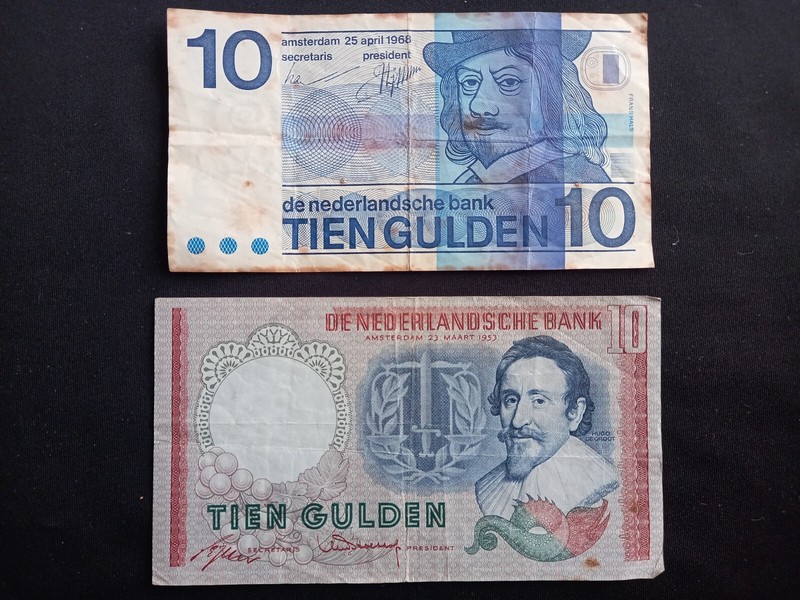 10
amsterdam 25 april 1968
secretaris president
FRANS HALS
de nederlandsche bank
TIEN GULDEN 10
DE NEDERLANDSCHE BANK 10
AMSTERDAM 23 MAART 1953
HUGO
DE GROOT
TIEN GULDEN
SECRETARIS PRESIDENT